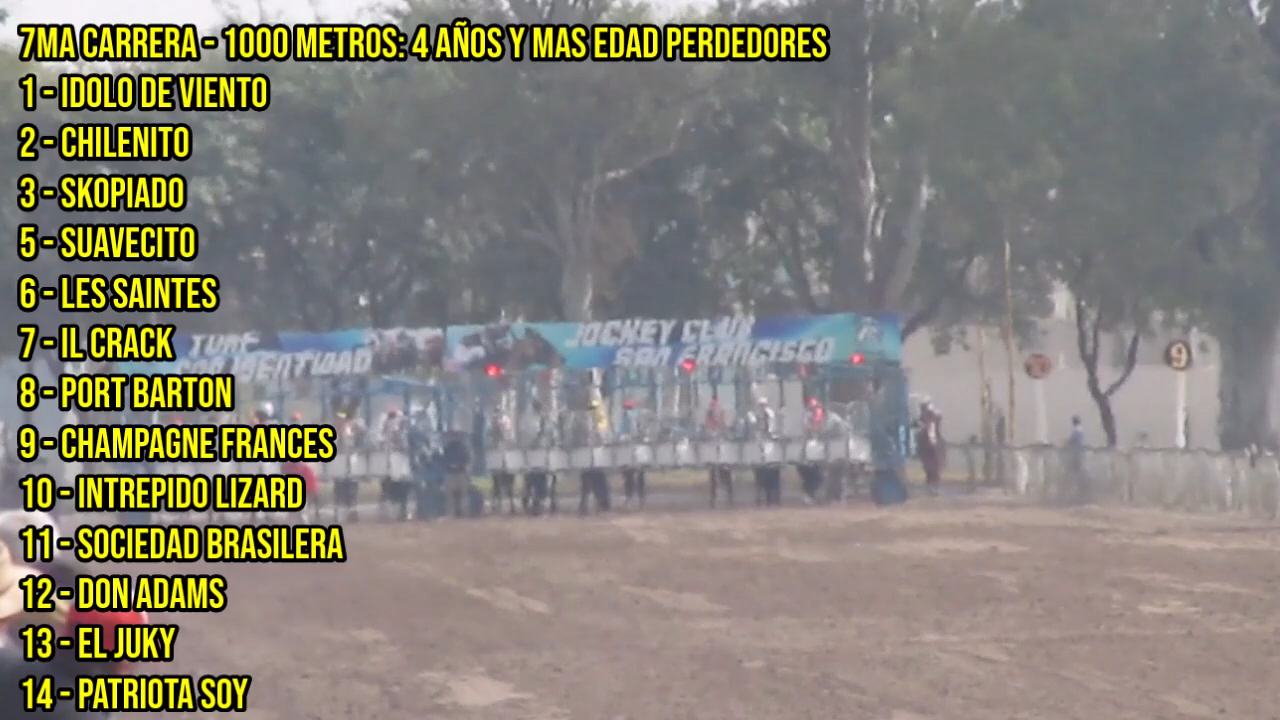 7MA CARRERA - 1000 METROS: 4 AÑOS Y MAS EDAD PERDEDORES
1 - IDOLO DE VIENTO
2 - CHILENITO
3 - SKOPIADO
5 - SUAVECITO
6 - LES SAINTES
7 - IL CRACK
8 - PORT BARTON
9 - CHAMPAGNE FRANCES
10 - INTREPIDO LIZARD
11 - SOCIEDAD BRASILERA
12 - DON ADAMS
13 - EL JUKY
14 - PATRIOTA SOY
TURF
JOCKEY CLUB
SAN FRANCISCO
9